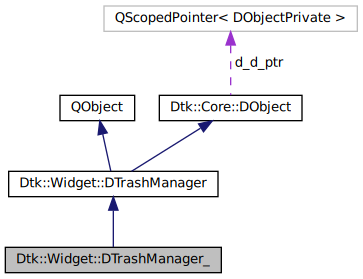 QScopedPointer< DObjectPrivate >
d_d_ptr
QObject
Dtk::Core::DObject
Dtk::Widget::DTrashManager
Dtk::Widget::DTrashManager_